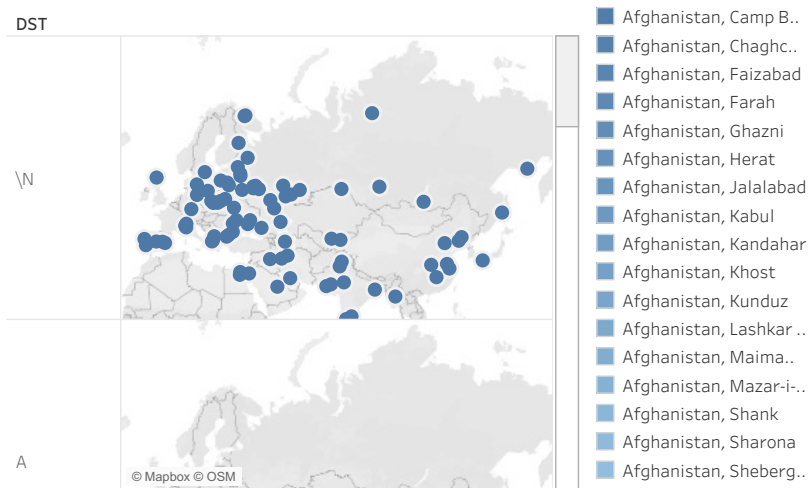 DST
\N
A
© Mapbox © OSM
Afghanistan, Camp B..
Afghanistan, Chaghc..
Afghanistan, Faizabad
Afghanistan, Farah
Afghanistan, Ghazni
Afghanistan, Herat
Afghanistan, Jalalabad
Afghanistan, Kabul
Afghanistan, Kandahar
Afghanistan, Khost
Afghanistan, Kunduz
Afghanistan, Lashkar ..
Afghanistan, Maima..
Afghanistan, Mazar-i-..
Afghanistan, Shank
Afghanistan, Sharona
Afghanistan, Sheberg..